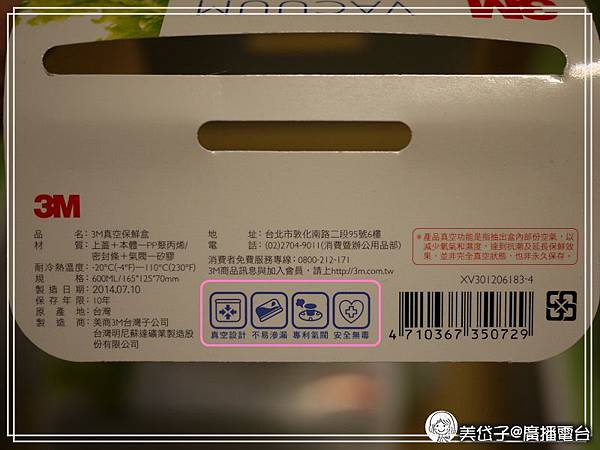 VACUUM
3M
3M
品　　名：3M真空保鮮盒
材　　質：上蓋＋本體—PP聚丙烯/
密封條＋氣閥—矽膠
耐冷熱溫度：-20°C(-4°F)—110°C(230°F)
規　　格：600ML/165*125*70mm
製造日期：2014.07.10
保存年限：10年
原 產 地：台灣
製 造 商：美商3M台灣子公司
台灣明尼蘇達礦業製造股
份有限公司
地　　址：台北市敦化南路二段95號6樓
電　　話：(02)2704-9011(消費暨辦公用品部)
消費者免費服務專線：0800-212-171
3M商品訊息與加入會員，請上http://3m.com.tw
真空設計 不易滲漏 專利氣閥 安全無毒
＊產品真空功能是指抽出盒內部份空氣，以
減少氧氣和濕度，達到抗潮及延長保鮮效
果，並非完全真空狀態，也非永久保存。
XV301206183-4
4 710367 350729
美岱子@廣播電台